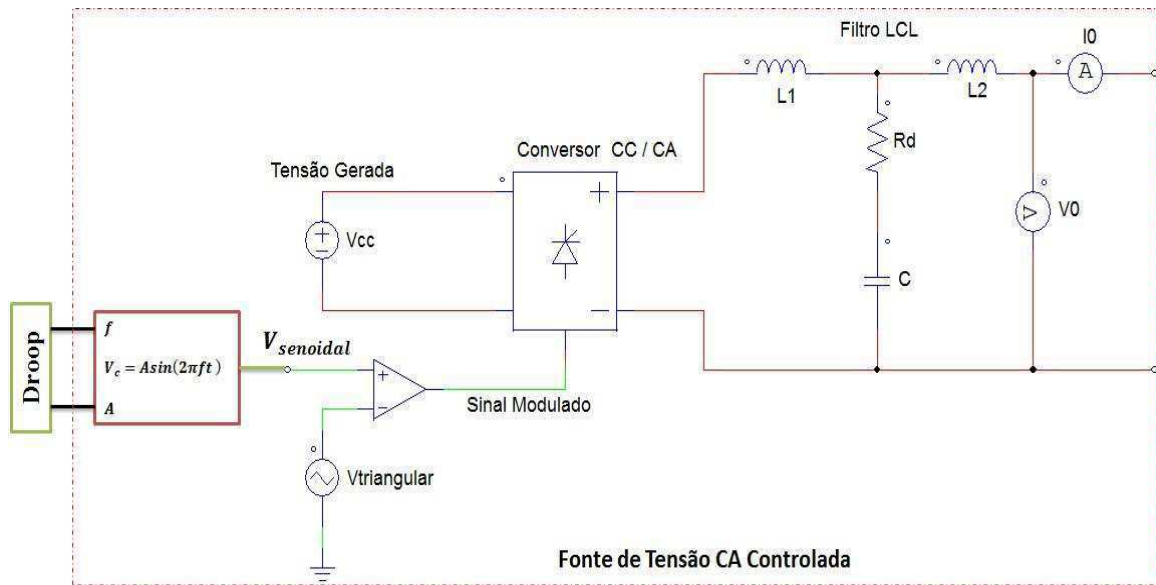 Filtro LCL
I0
A
L1
L2
Rd
Conversor CC / CA
Tensão Gerada
V0
V
Vcc
C
Droop
f
V_c = Asin(2πft)
A
V_senoidal
Sinal Modulado
Vtriangular
Fonte de Tensão CA Controlada